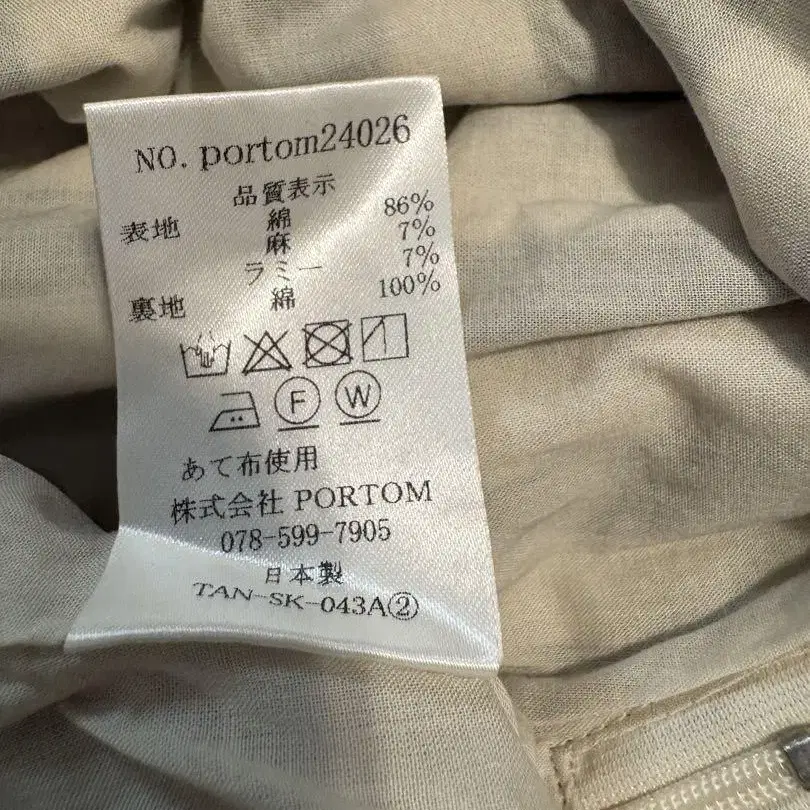 NO. portom24026
品質表示
表地 綿 86%
麻 7%
ラミー 7%
裏地 綿 100%
F W
あて布使用
株式会社 PORTOM
078-599-7905
日本製
TAN-SK-043A②